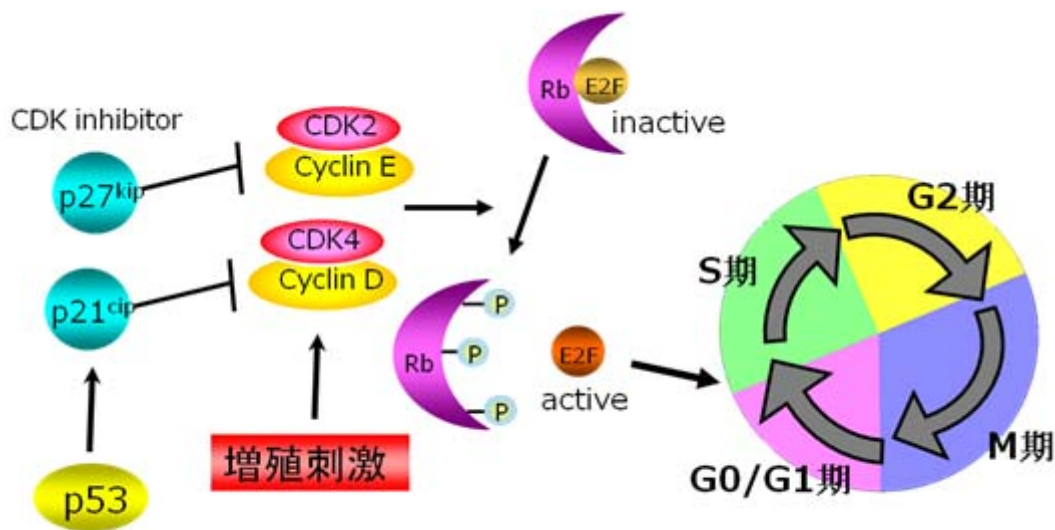 CDK inhibitor
p27kip
p21cip
p53
CDK2
Cyclin E
CDK4
Cyclin D
増殖刺激
Rb
E2F
inactive
Rb
P
P
P
E2F
active
G2期
S期
M期
G0/G1期